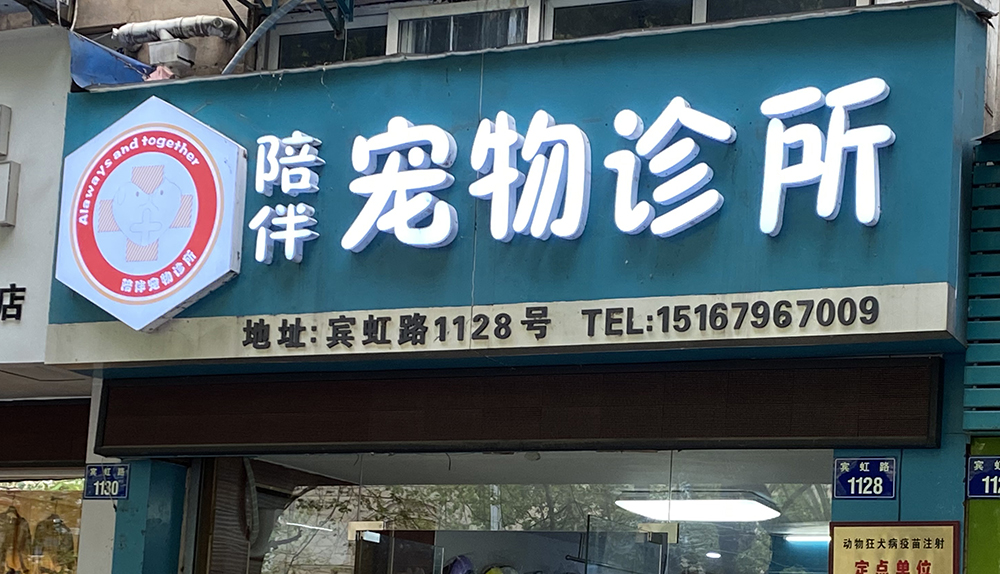 Alaways and together
陪伴宠物诊所
陪伴
宠物诊所
地址:宾虹路1128号 TEL:15167967009
店
宾虹路
1130
宾虹路
1128
动物狂犬病疫苗注射
定点单位